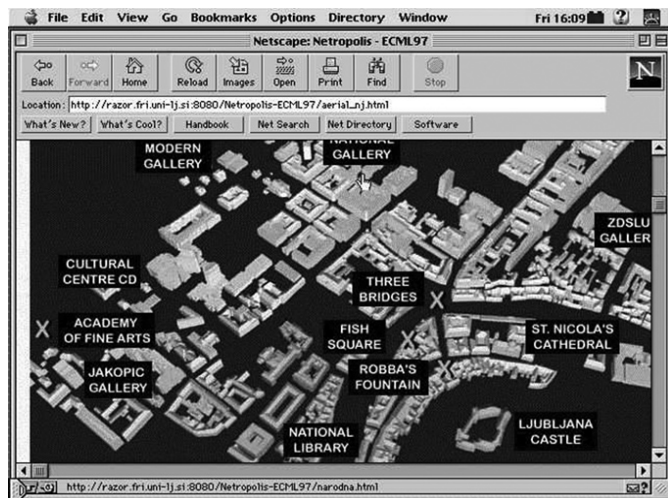 File Edit View Go Bookmarks Options Directory Window Fri 16:09
Netscape: Netropolis - ECML97
Back Forward Home Reload Images Open Print Find Stop
N
Location: http://razor.fri.uni-lj.si:8080/Netropolis-ECML97/aerial_nj.html
What's New? What's Cool? Handbook Net Search Net Directory Software
MODERN
GALLERY
NATIONAL
GALLERY
ZDSLU
GALLER
CULTURAL
CENTRE CD
THREE
BRIDGES
ACADEMY
OF FINE ARTS
FISH
SQUARE
ST. NICOLA'S
CATHEDRAL
JAKOPIC
GALLERY
ROBBA'S
FOUNTAIN
NATIONAL
LIBRARY
LJUBLJANA
CASTLE
http://razor.fri.uni-lj.si:8080/Netropolis-ECML97/narodna.html